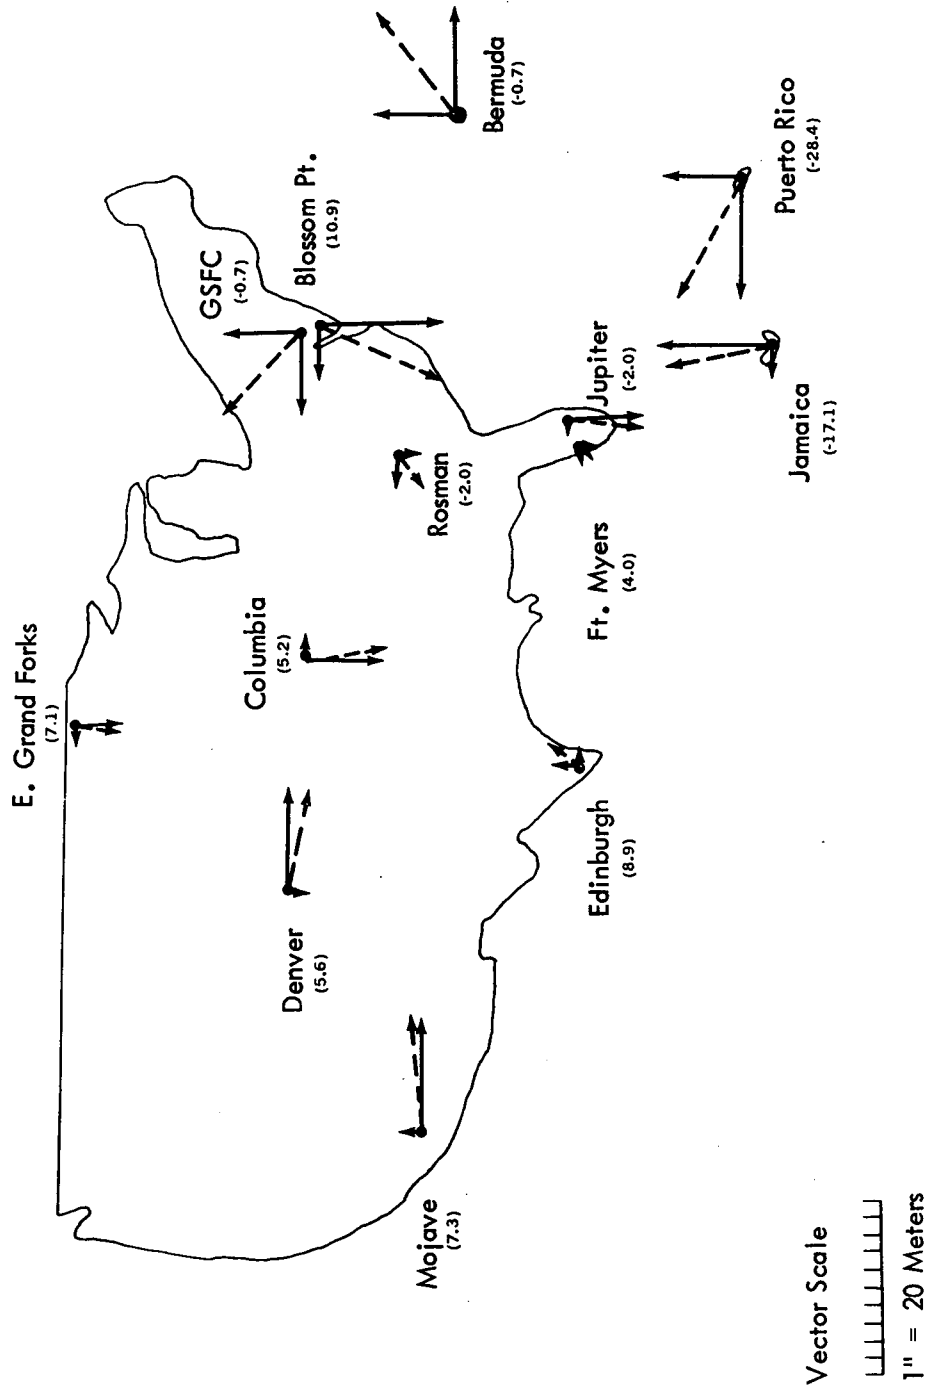 E. Grand Forks
(7.1)
GSFC
(-0.7)
Blossom Pt.
(10.9)
Bermuda
(-0.7)
Columbia
(5.2)
Denver
(5.6)
Rosman
(-2.0)
Mojave
(7.3)
Jupiter
(-2.0)
Ft. Myers
(4.0)
Edinburgh
(8.9)
Puerto Rico
(-28.4)
Jamaica
(-17.1)
Vector Scale
1" = 20 Meters